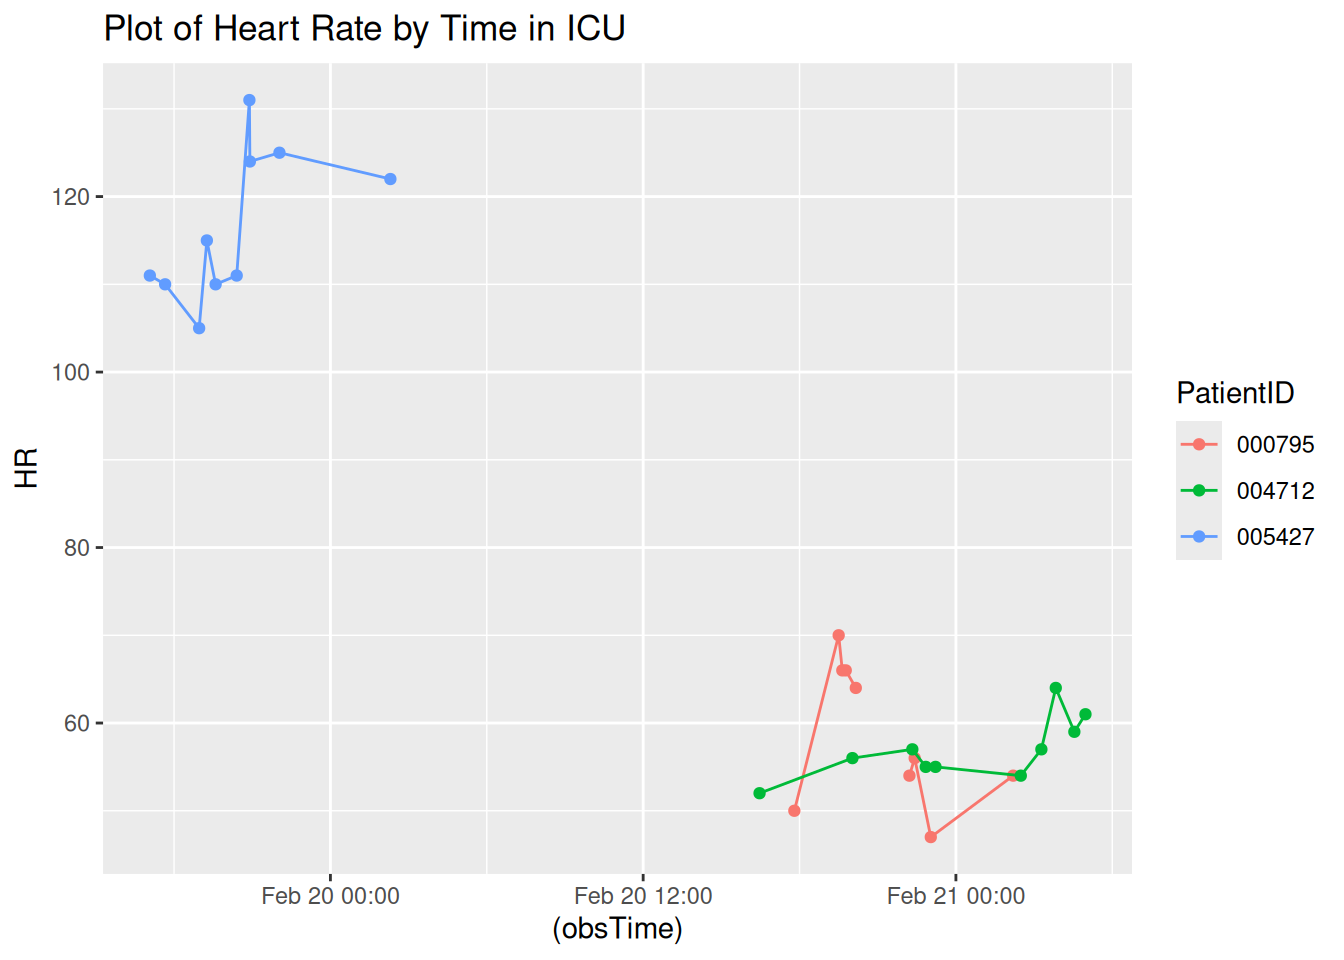 Plot of Heart Rate by Time in ICU
120
100
80
60
HR
Feb 20 00:00
Feb 20 12:00
Feb 21 00:00
(obsTime)
PatientID
000795
004712
005427